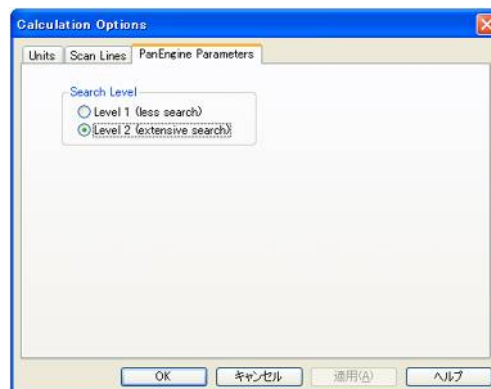 Calculation Options
Units Scan Lines PanEngine Parameters
Search Level
Level 1 (less search)
Level 2 (extensive search)
OK キャンセル 適用(A) ヘルプ